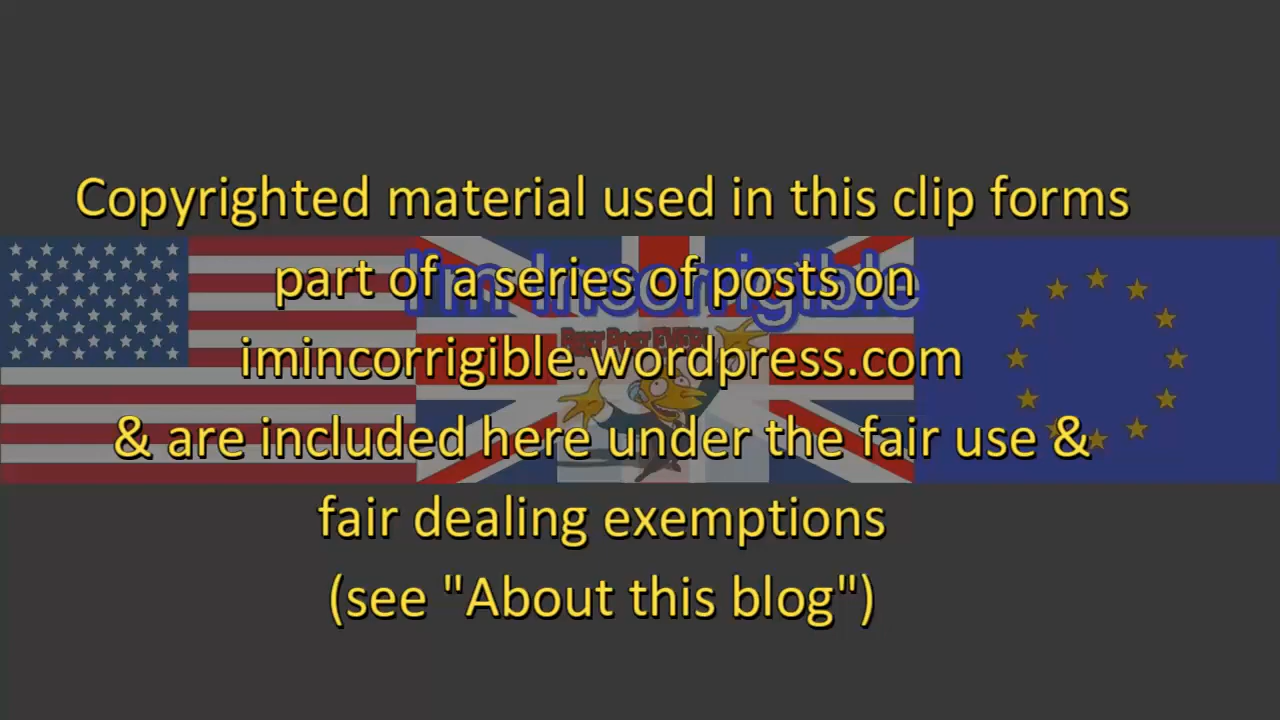 Copyrighted material used in this clip forms
part of a series of posts on
I'm Incorrigible
imincorrigible.wordpress.com
& are included here under the fair use &
fair dealing exemptions
(see "About this blog")